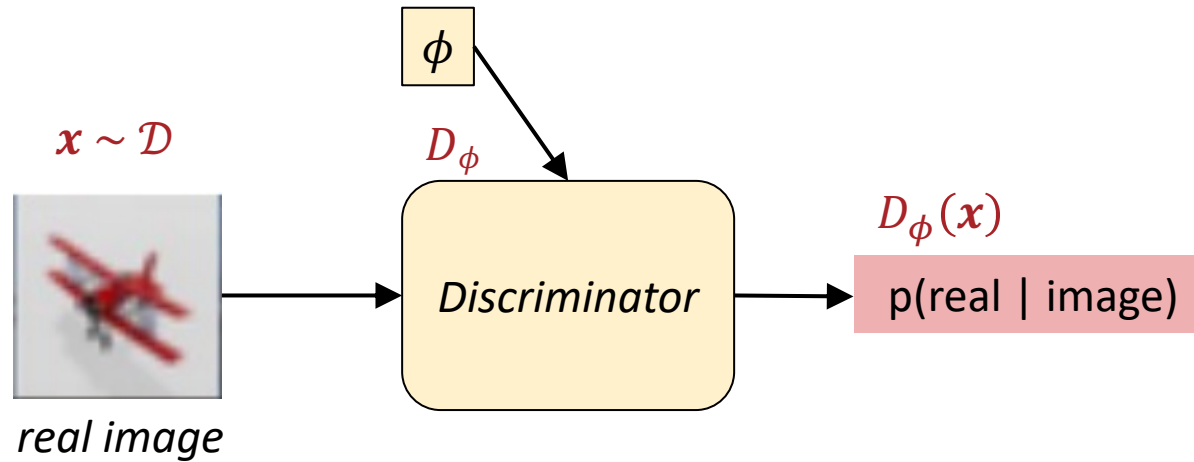 ϕ
𝒙 ~ 𝒟
D_ϕ
D_ϕ(𝒙)
Discriminator
p(real | image)
real image